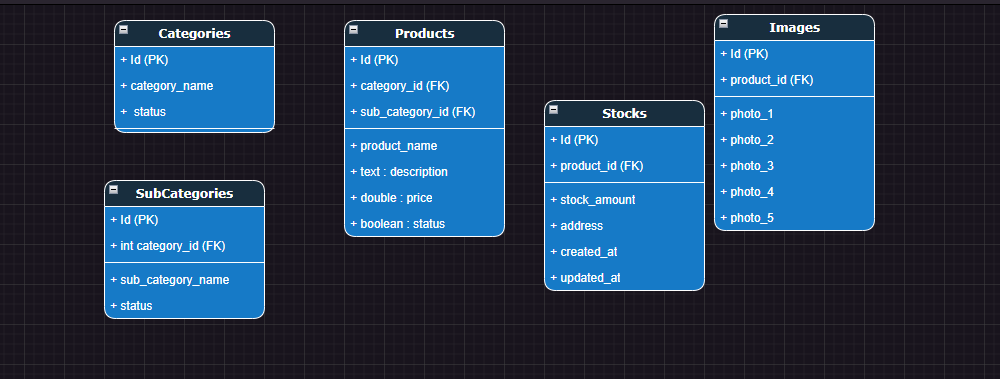 Categories
+ Id (PK)
+ category_name
+ status
SubCategories
+ Id (PK)
+ int category_id (FK)
+ sub_category_name
+ status
Products
+ Id (PK)
+ category_id (FK)
+ sub_category_id (FK)
+ product_name
+ text : description
+ double : price
+ boolean : status
Stocks
+ Id (PK)
+ product_id (FK)
+ stock_amount
+ address
+ created_at
+ updated_at
Images
+ Id (PK)
+ product_id (FK)
+ photo_1
+ photo_2
+ photo_3
+ photo_4
+ photo_5